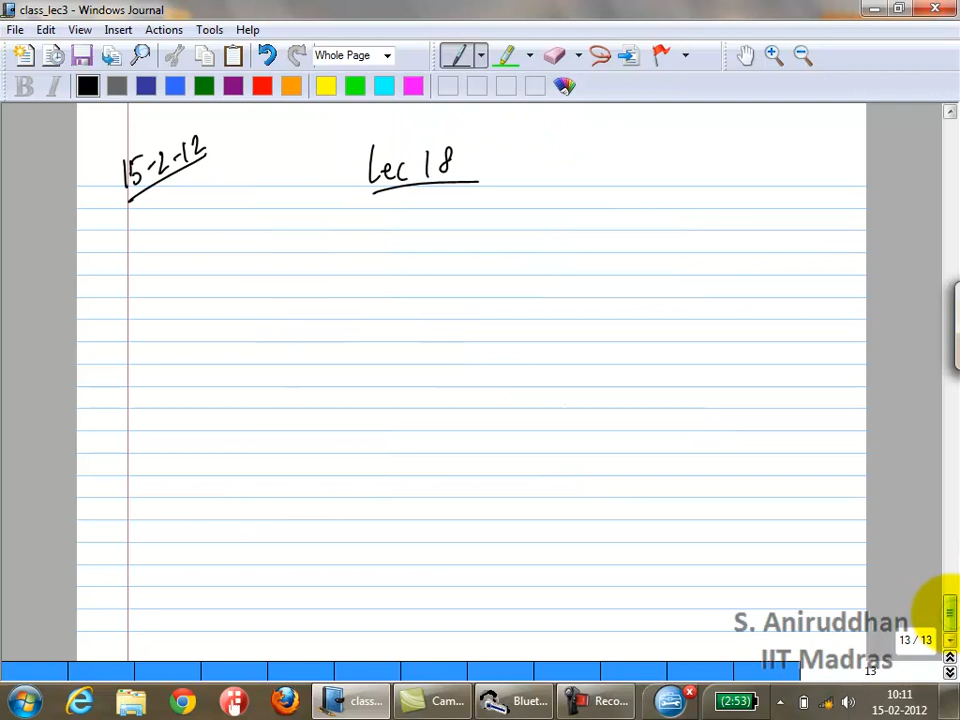 class_lec3 - Windows Journal
File Edit View Insert Actions Tools Help
Whole Page
B I
15-2-12 Lec 18
S. Aniruddhan
13 / 13
IIT Madras
13
class... Cam... Bluet... Reco... (2:53) 10:11
15-02-2012